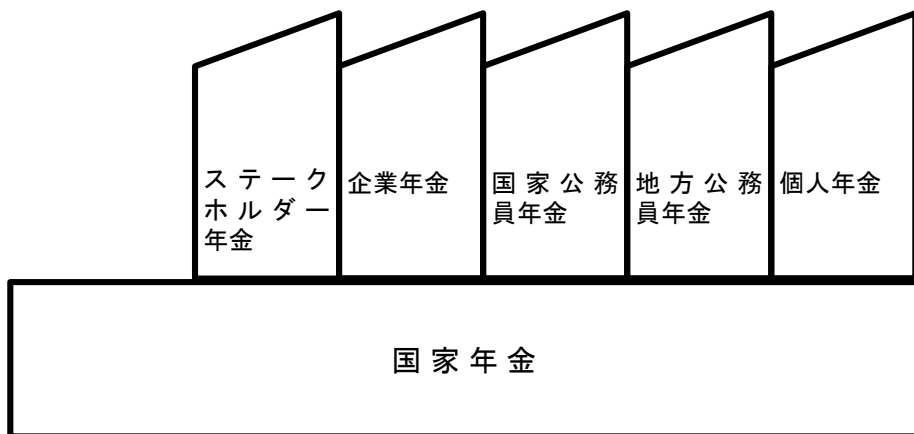 ステーク
ホルダー
年金
企業年金
国家公務
員年金
地方公務
員年金
個人年金
国家年金